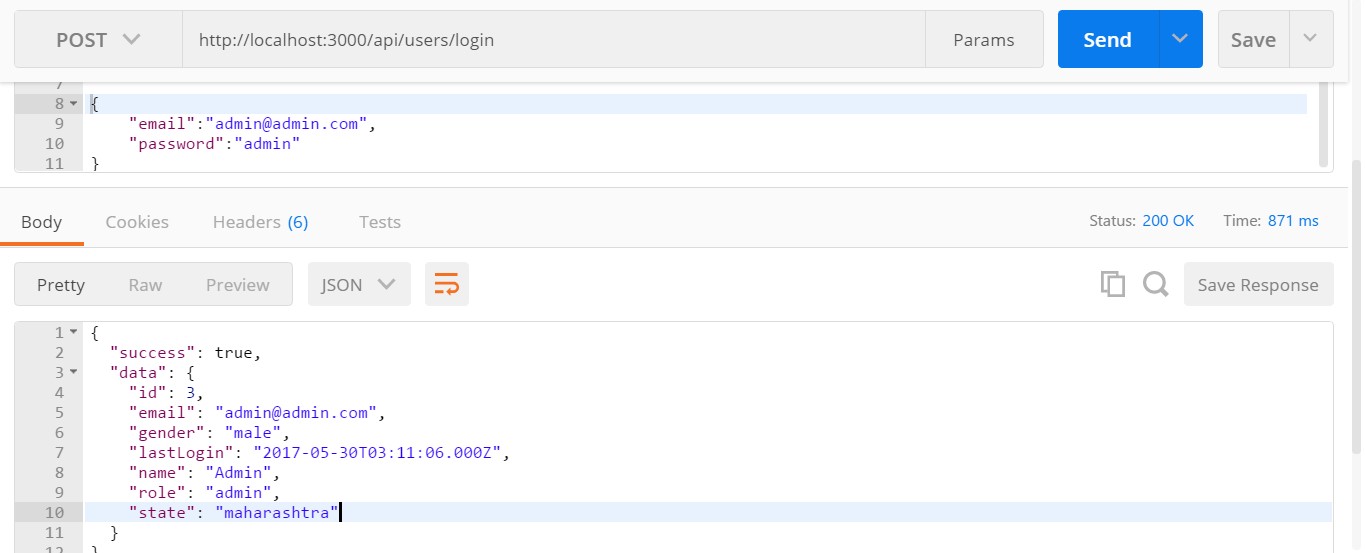 POST http://localhost:3000/api/users/login Params Send Save
7
8 {
9 "email":"admin@admin.com",
10 "password":"admin"
11 }
Body Cookies Headers (6) Tests Status: 200 OK Time: 871 ms
Pretty Raw Preview JSON Save Response
1 {
2 "success": true,
3 "data": {
4 "id": 3,
5 "email": "admin@admin.com",
6 "gender": "male",
7 "lastLogin": "2017-05-30T03:11:06.000Z",
8 "name": "Admin",
9 "role": "admin",
10 "state": "maharashtra"
11 }
12 }